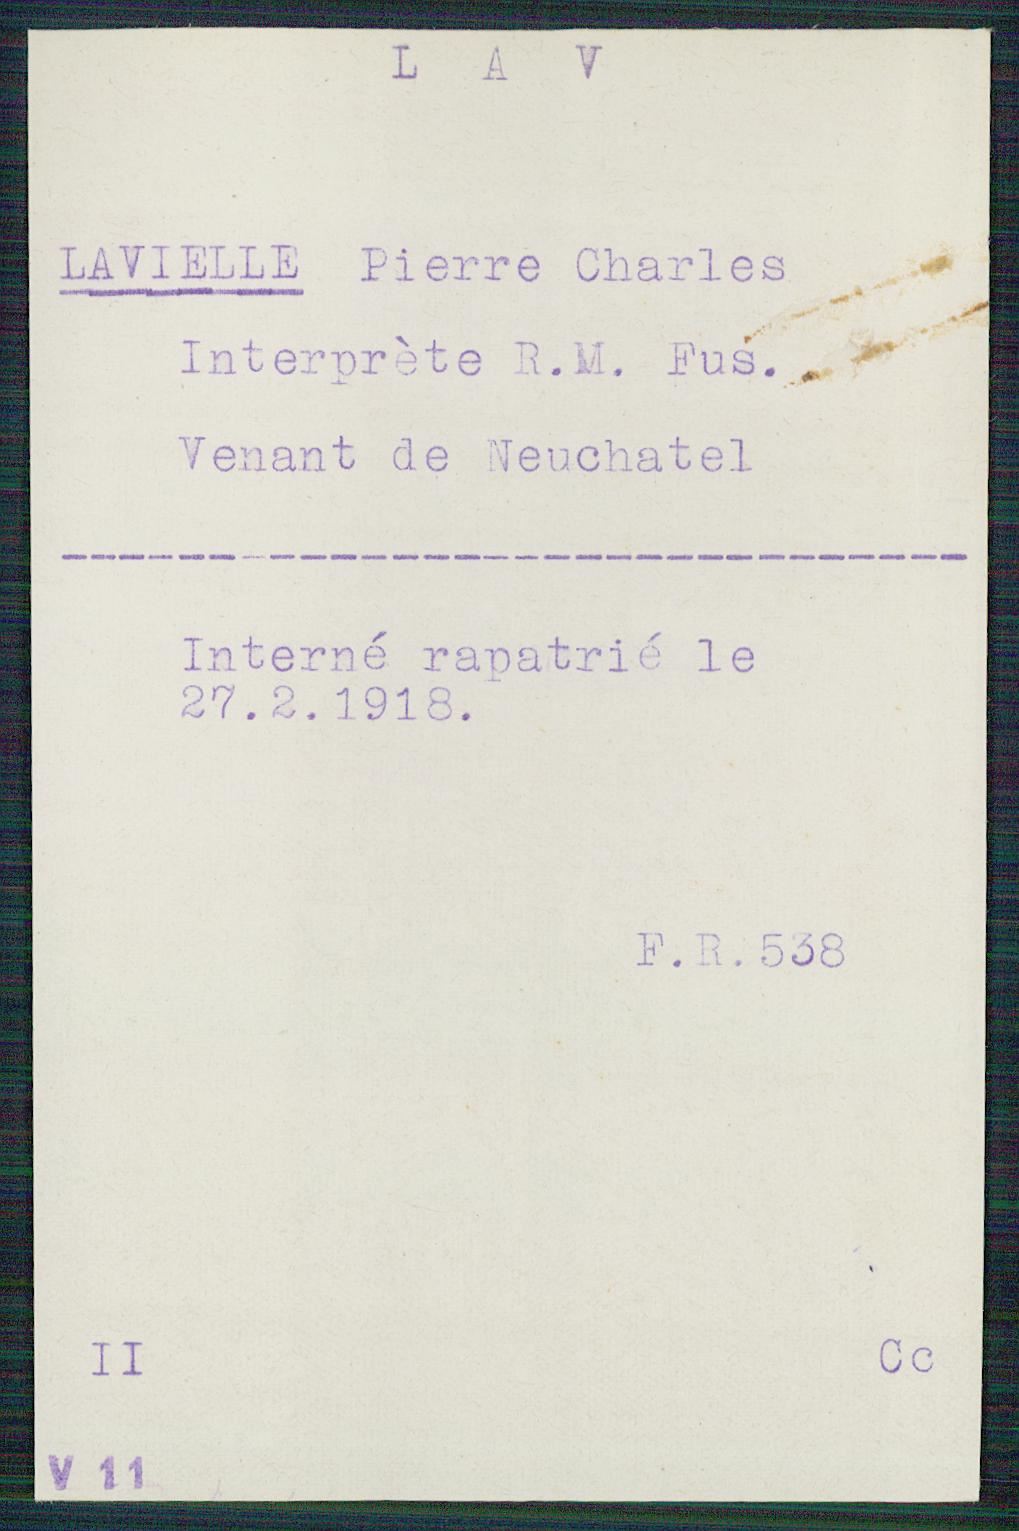 L A V
LAVIELLE Pierre Charles
Interprète R.M. Fus.
Venant de Neuchatel
------------------------------
Interné rapatrié le
27.2.1918.
F.R.538
II
Cc
V 11